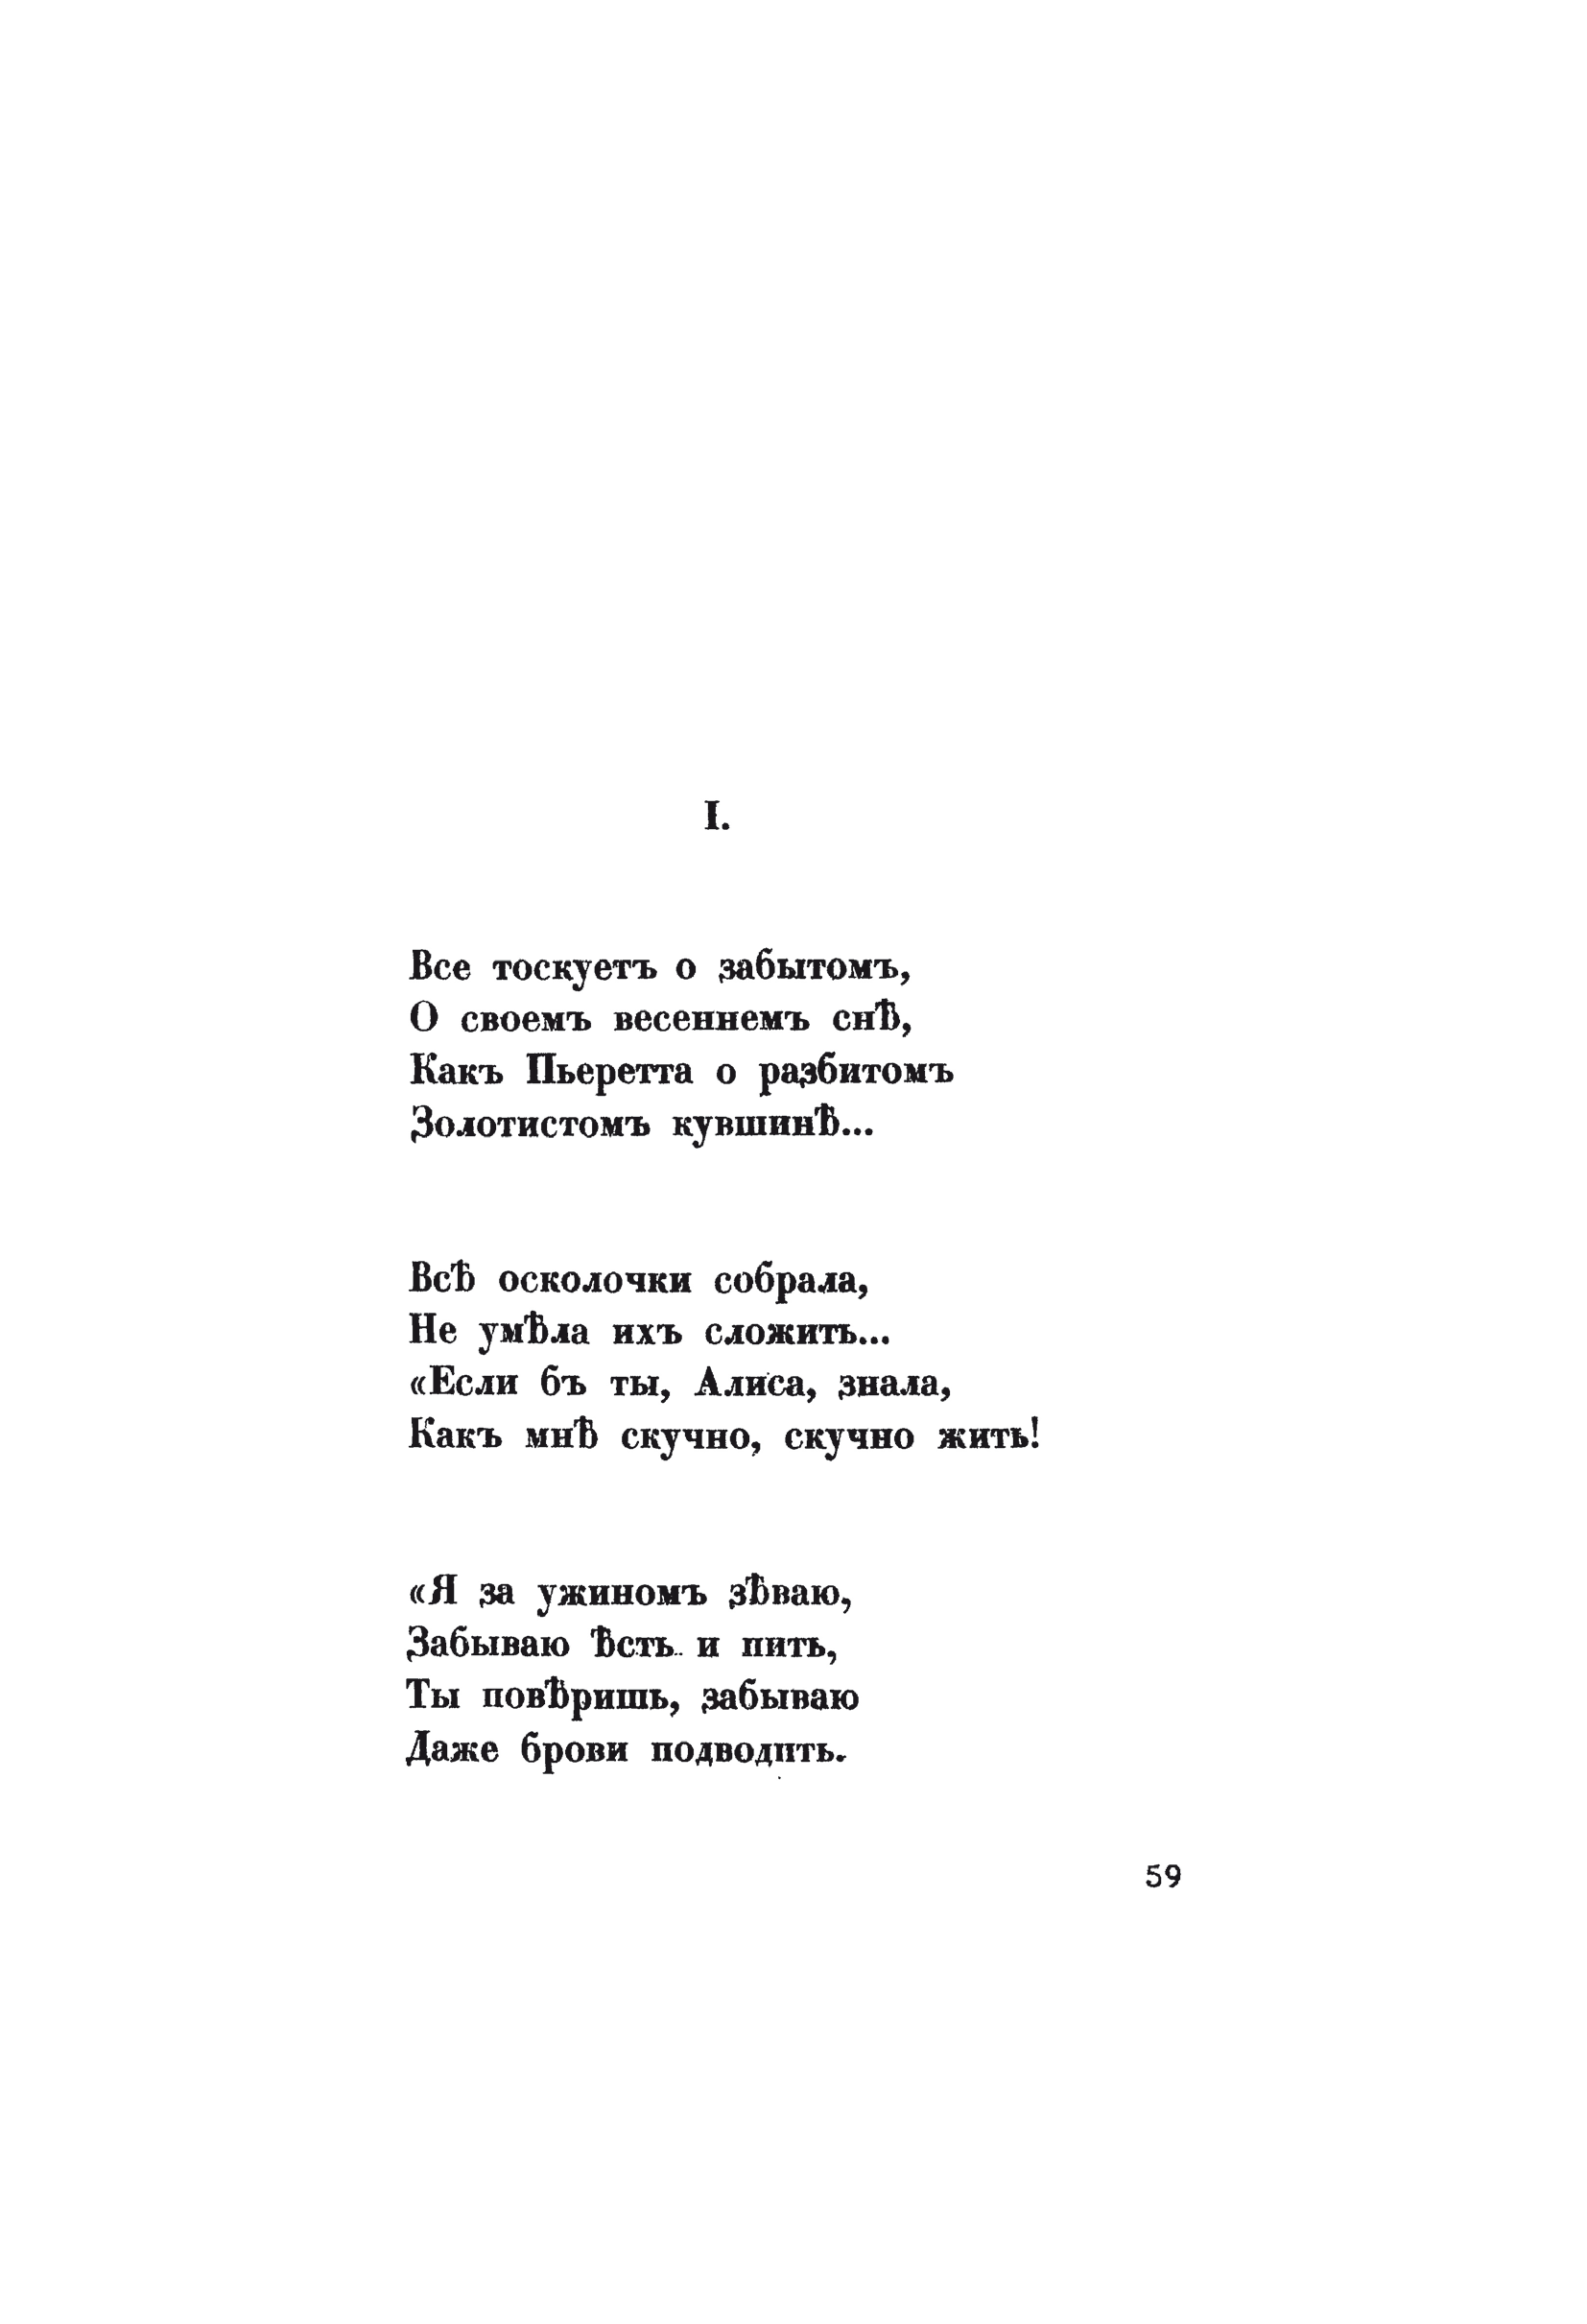 I.
Все тоскуетъ о забытомъ,
О своемъ весеннемъ снѣ,
Какъ Пьеретта о разбитомъ
Золотистомъ кувшинѣ...
Всѣ осколочки собрала,
Не умѣла ихъ сложить...
«Если бъ ты, Алиса, знала,
Какъ мнѣ скучно, скучно жить!
«Я за ужиномъ зѣваю,
Забываю ѣсть и пить,
Ты повѣришь, забываю
Даже брови подводить.
59